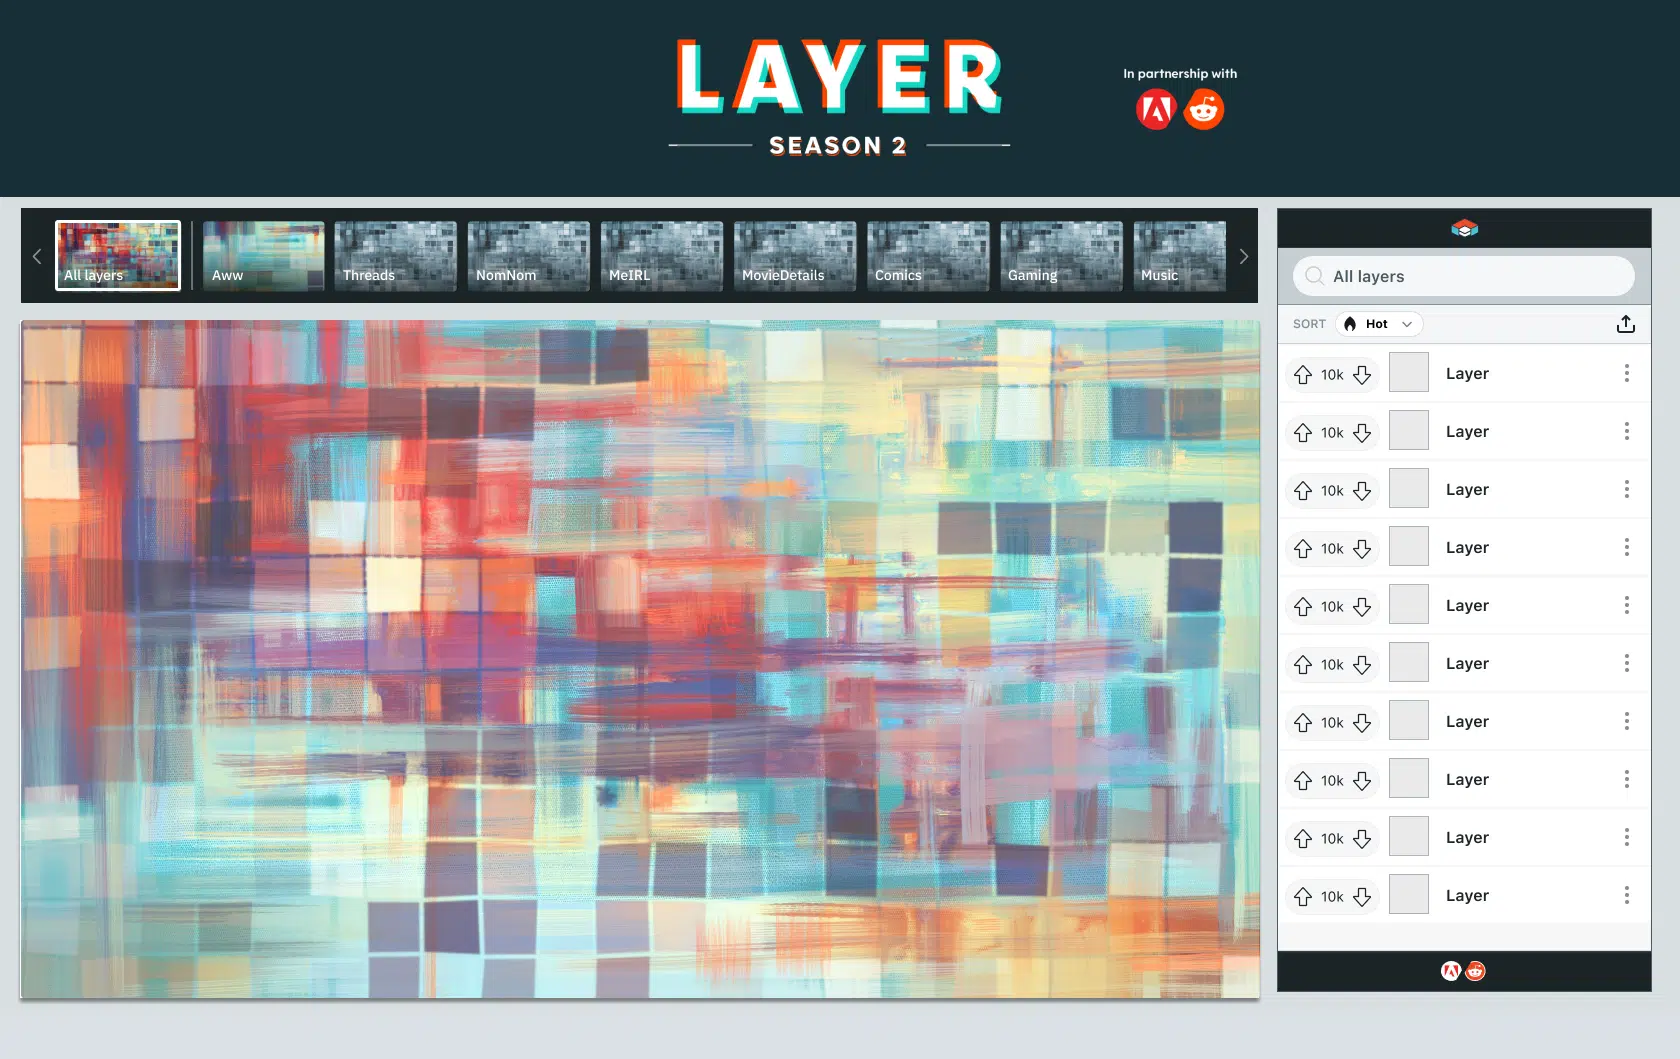 LAYER
SEASON 2
In partnership with
All layers
Aww
Threads
NomNom
MeIRL
MovieDetails
Comics
Gaming
Music
All layers
SORT Hot
10k Layer
10k Layer
10k Layer
10k Layer
10k Layer
10k Layer
10k Layer
10k Layer
10k Layer
10k Layer